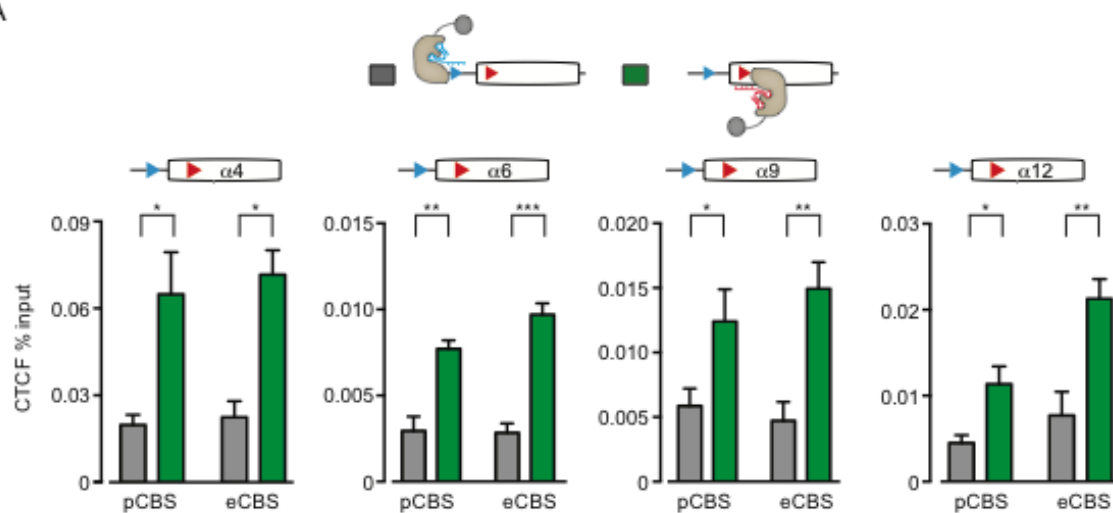 A
α4
α6
α9
α12
* *
** ***
* **
* **
CTCF % input
0.09
0.06
0.03
0
0.015
0.010
0.005
0
0.020
0.015
0.010
0.005
0
0.03
0.02
0.01
0
pCBS eCBS
pCBS eCBS
pCBS eCBS
pCBS eCBS